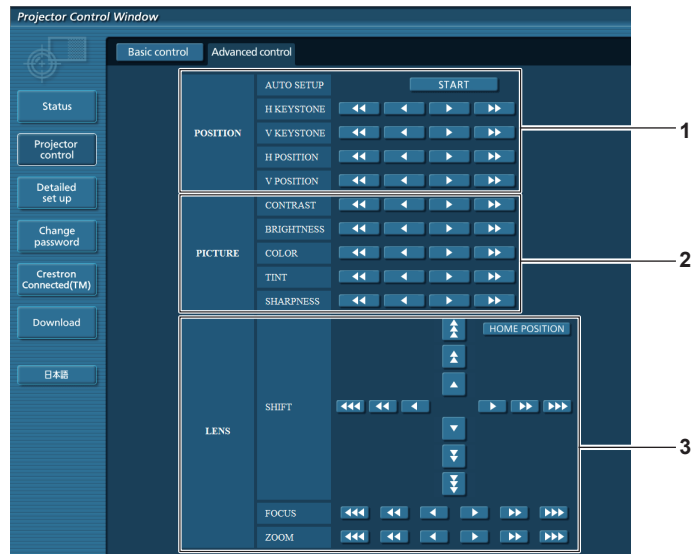 Projector Control Window
Basic control
Advanced control
Status
Projector
control
Detailed
set up
Change
password
Crestron
Connected(TM)
Download
日本語
POSITION
AUTO SETUP
START
H KEYSTONE
V KEYSTONE
H POSITION
V POSITION
1
PICTURE
CONTRAST
BRIGHTNESS
COLOR
TINT
SHARPNESS
2
LENS
HOME POSITION
SHIFT
FOCUS
ZOOM
3